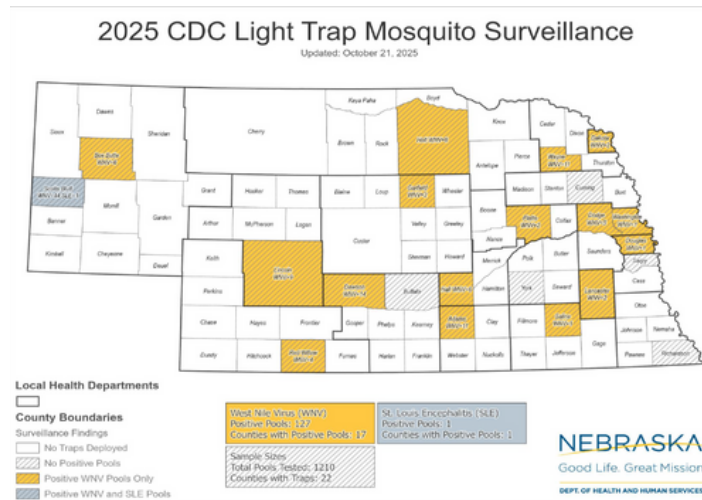 2025 CDC Light Trap Mosquito Surveillance
Updated: October 21, 2025
Keya Paha
Boyd
Dawes
Sioux
Sheridan
Cherry
Knox
Cedar
Dixon
Dakota
Box Butte
Brown
Rock
Holt WNV
Antelope
Pierce
Wayne
Thurston
Scotts Bluff
Morrill
Garden
Grant
Hooker
Thomas
Blaine
Loup
Garfield
Wheeler
Madison
Stanton
Cuming
Burt
Banner
Arthur
McPherson
Logan
Custer
Valley
Greeley
Boone
Platte
Colfax
Dodge
Washington
Kimball
Cheyenne
Deuel
Keith
Lincoln
Sherman
Howard
Nance
Merrick
Polk
Butler
Saunders
Douglas
Sarpy
Perkins
Dawson
Buffalo
Hall
Hamilton
York
Seward
Lancaster
Cass
Otoe
Chase
Hayes
Frontier
Gosper
Phelps
Kearney
Adams
Clay
Fillmore
Saline
Johnson
Nemaha
Dundy
Hitchcock
Red Willow
Furnas
Harlan
Franklin
Webster
Nuckolls
Thayer
Jefferson
Gage
Pawnee
Richardson
Local Health Departments
County Boundaries
Surveillance Findings
No Traps Deployed
No Positive Pools
Positive WNV Pools Only
Positive WNV and SLE Pools
West Nile Virus (WNV)
Positive Pools: 127
Counties with Positive Pools: 17
St. Louis Encephalitis (SLE)
Positive Pools: 1
Counties with Positive Pools: 1
Sample Sizes
Total Pools Tested: 1210
Counties with Traps: 22
NEBRASKA
Good Life. Great Mission
DEPT. OF HEALTH AND HUMAN SERVICES